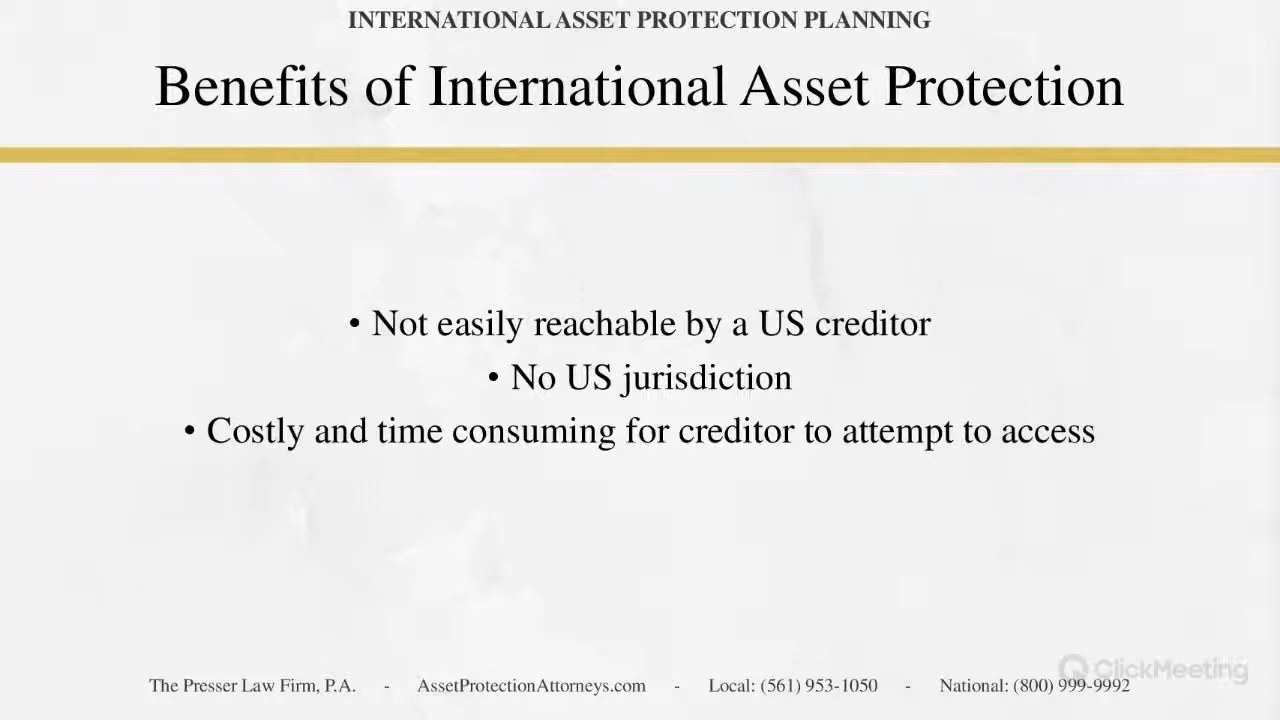 INTERNATIONAL ASSET PROTECTION PLANNING
Benefits of International Asset Protection
• Not easily reachable by a US creditor
• No US jurisdiction
• Costly and time consuming for creditor to attempt to access
ClickMeeting
The Presser Law Firm, P.A. - AssetProtectionAttorneys.com - Local: (561) 953-1050 - National: (800) 999-9992